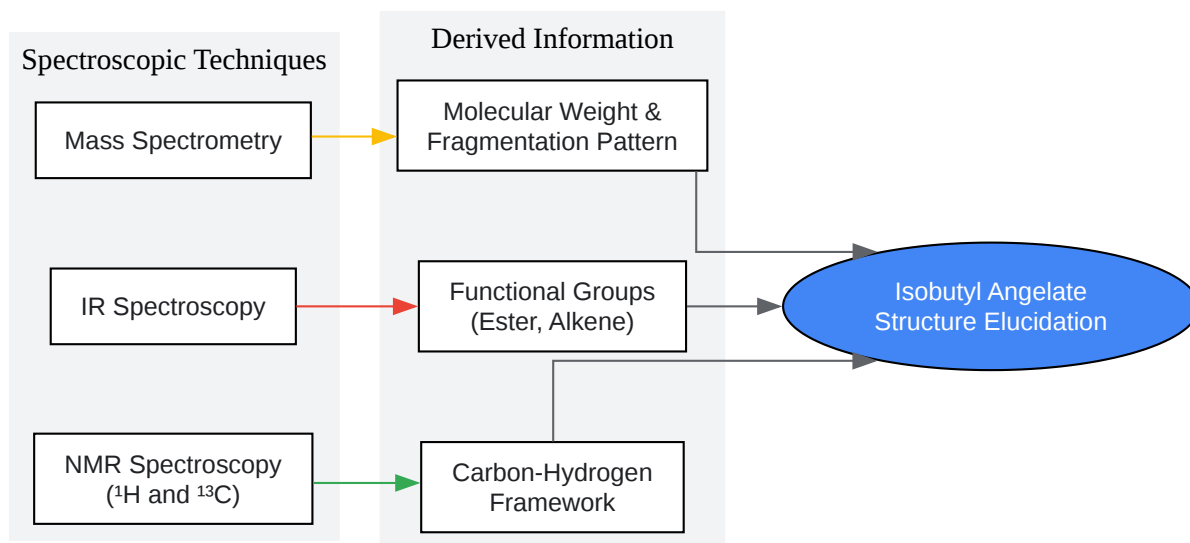 Spectroscopic Techniques
Derived Information
Mass Spectrometry
Molecular Weight &
Fragmentation Pattern
IR Spectroscopy
Functional Groups
(Ester, Alkene)
Isobutyl Angelate
Structure Elucidation
NMR Spectroscopy
(¹H and ¹³C)
Carbon-Hydrogen
Framework